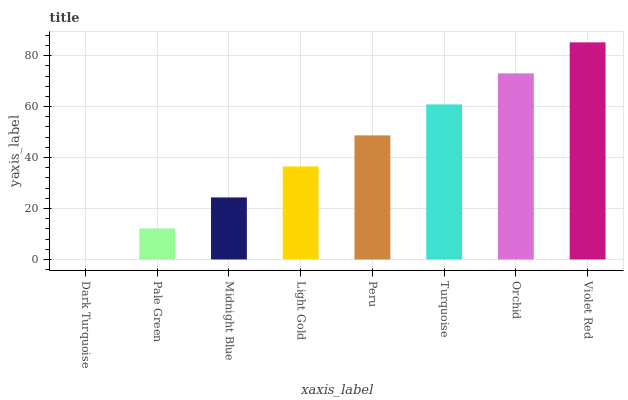 title
80
60
40
20
0
yaxis_label
Dark Turquoise
Pale Green
Midnight Blue
Light Gold
Peru
Turquoise
Orchid
Violet Red
xaxis_label